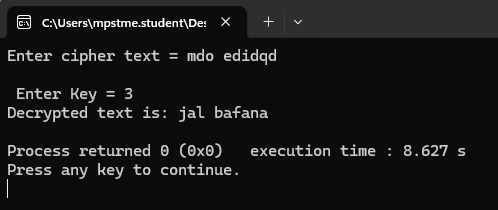 C:\Users\mpstme.student\Des
Enter cipher text = mdo edidqd
Enter Key = 3
Decrypted text is: jal bafana
Process returned 0 (0x0)   execution time : 8.627 s
Press any key to continue.